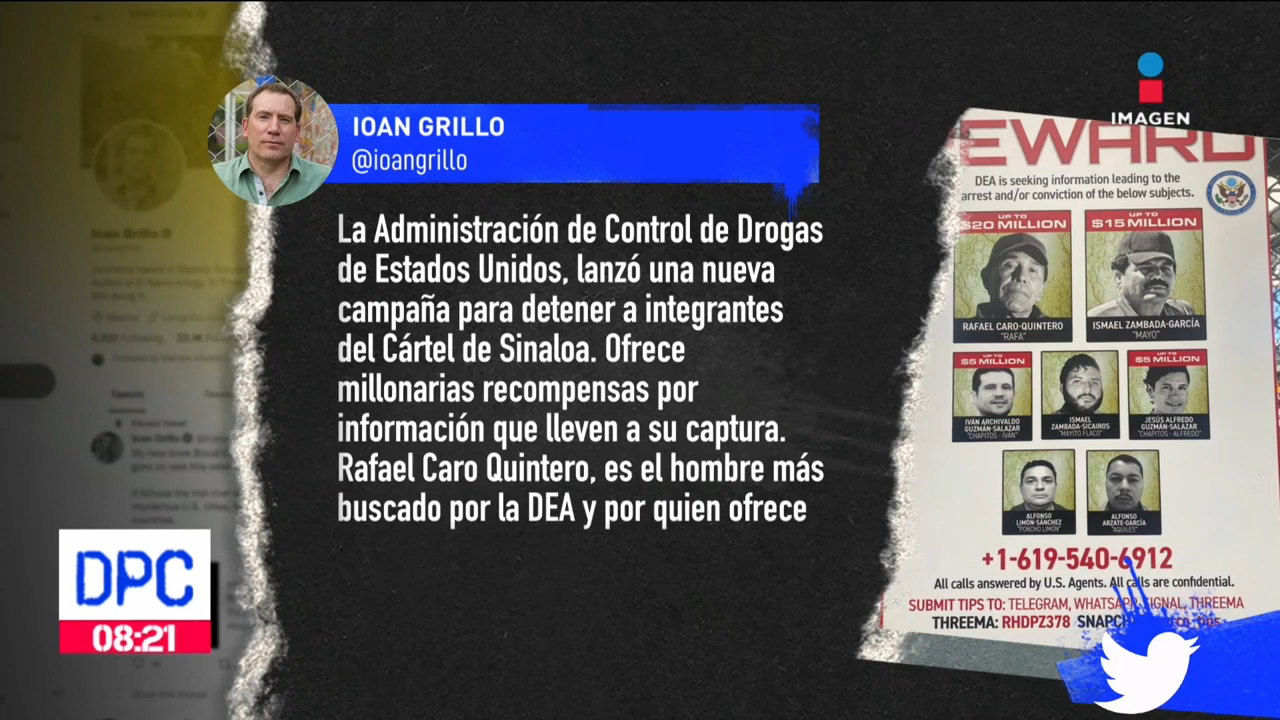 IOAN GRILLO
@ioangrillo
La Administración de Control de Drogas
de Estados Unidos, lanzó una nueva
campaña para detener a integrantes
del Cártel de Sinaloa. Ofrece
millonarias recompensas por
información que lleven a su captura.
Rafael Caro Quintero, es el hombre más
buscado por la DEA y por quien ofrece
DPC
08:21
IMAGEN
EWARD
DEA is seeking information leading to the
arrest and/or conviction of the below subjects.
UP TO
$20 MILLION
RAFAEL CARO-QUINTERO
"RAFA"
UP TO
$15 MILLION
ISMAEL ZAMBADA-GARCÍA
"MAYO"
UP TO
$5 MILLION
IVÁN ARCHIVALDO
GUZMÁN-SALAZAR
"CHAPITOS - IVÁN"
ISMAEL
ZAMBADA-SICAIROS
"MAYITO FLACO"
UP TO
$5 MILLION
JESÚS ALFREDO
GUZMÁN-SALAZAR
"CHAPITOS - ALFREDO"
ALFONSO
LIMÓN-SÁNCHEZ
"PONCHO LIMÓN"
ALFONSO
ARZATE-GARCÍA
"AQUILES"
+1-619-540-6912
All calls answered by U.S. Agents. All calls are confidential.
SUBMIT TIPS TO: TELEGRAM, WHATSAPP, SIGNAL, THREEMA
THREEMA: RHDPZ378 SNAPCH